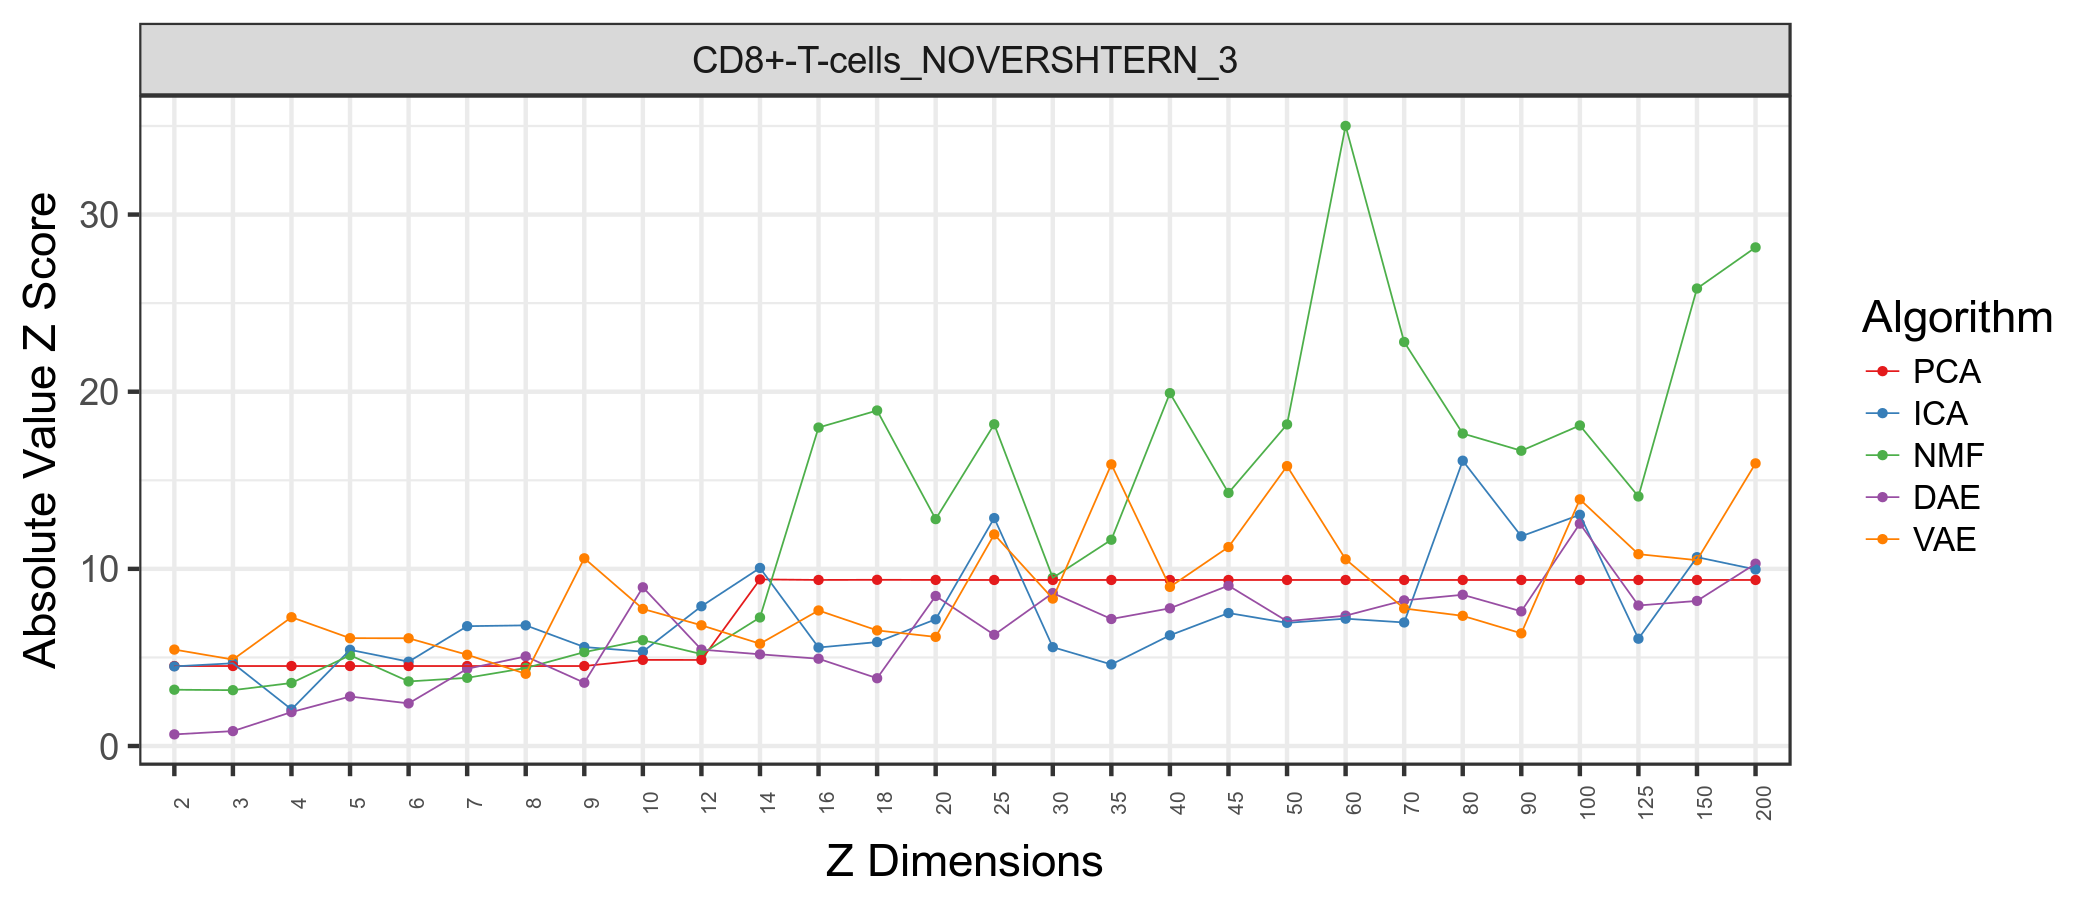 CD8+-T-cells_NOVERSHTERN_3
Absolute Value Z Score
30
20
10
0
2 3 4 5 6 7 8 9 10 12 14 16 18 20 25 30 35 40 45 50 60 70 80 90 100 125 150 200
Z Dimensions
Algorithm
PCA
ICA
NMF
DAE
VAE